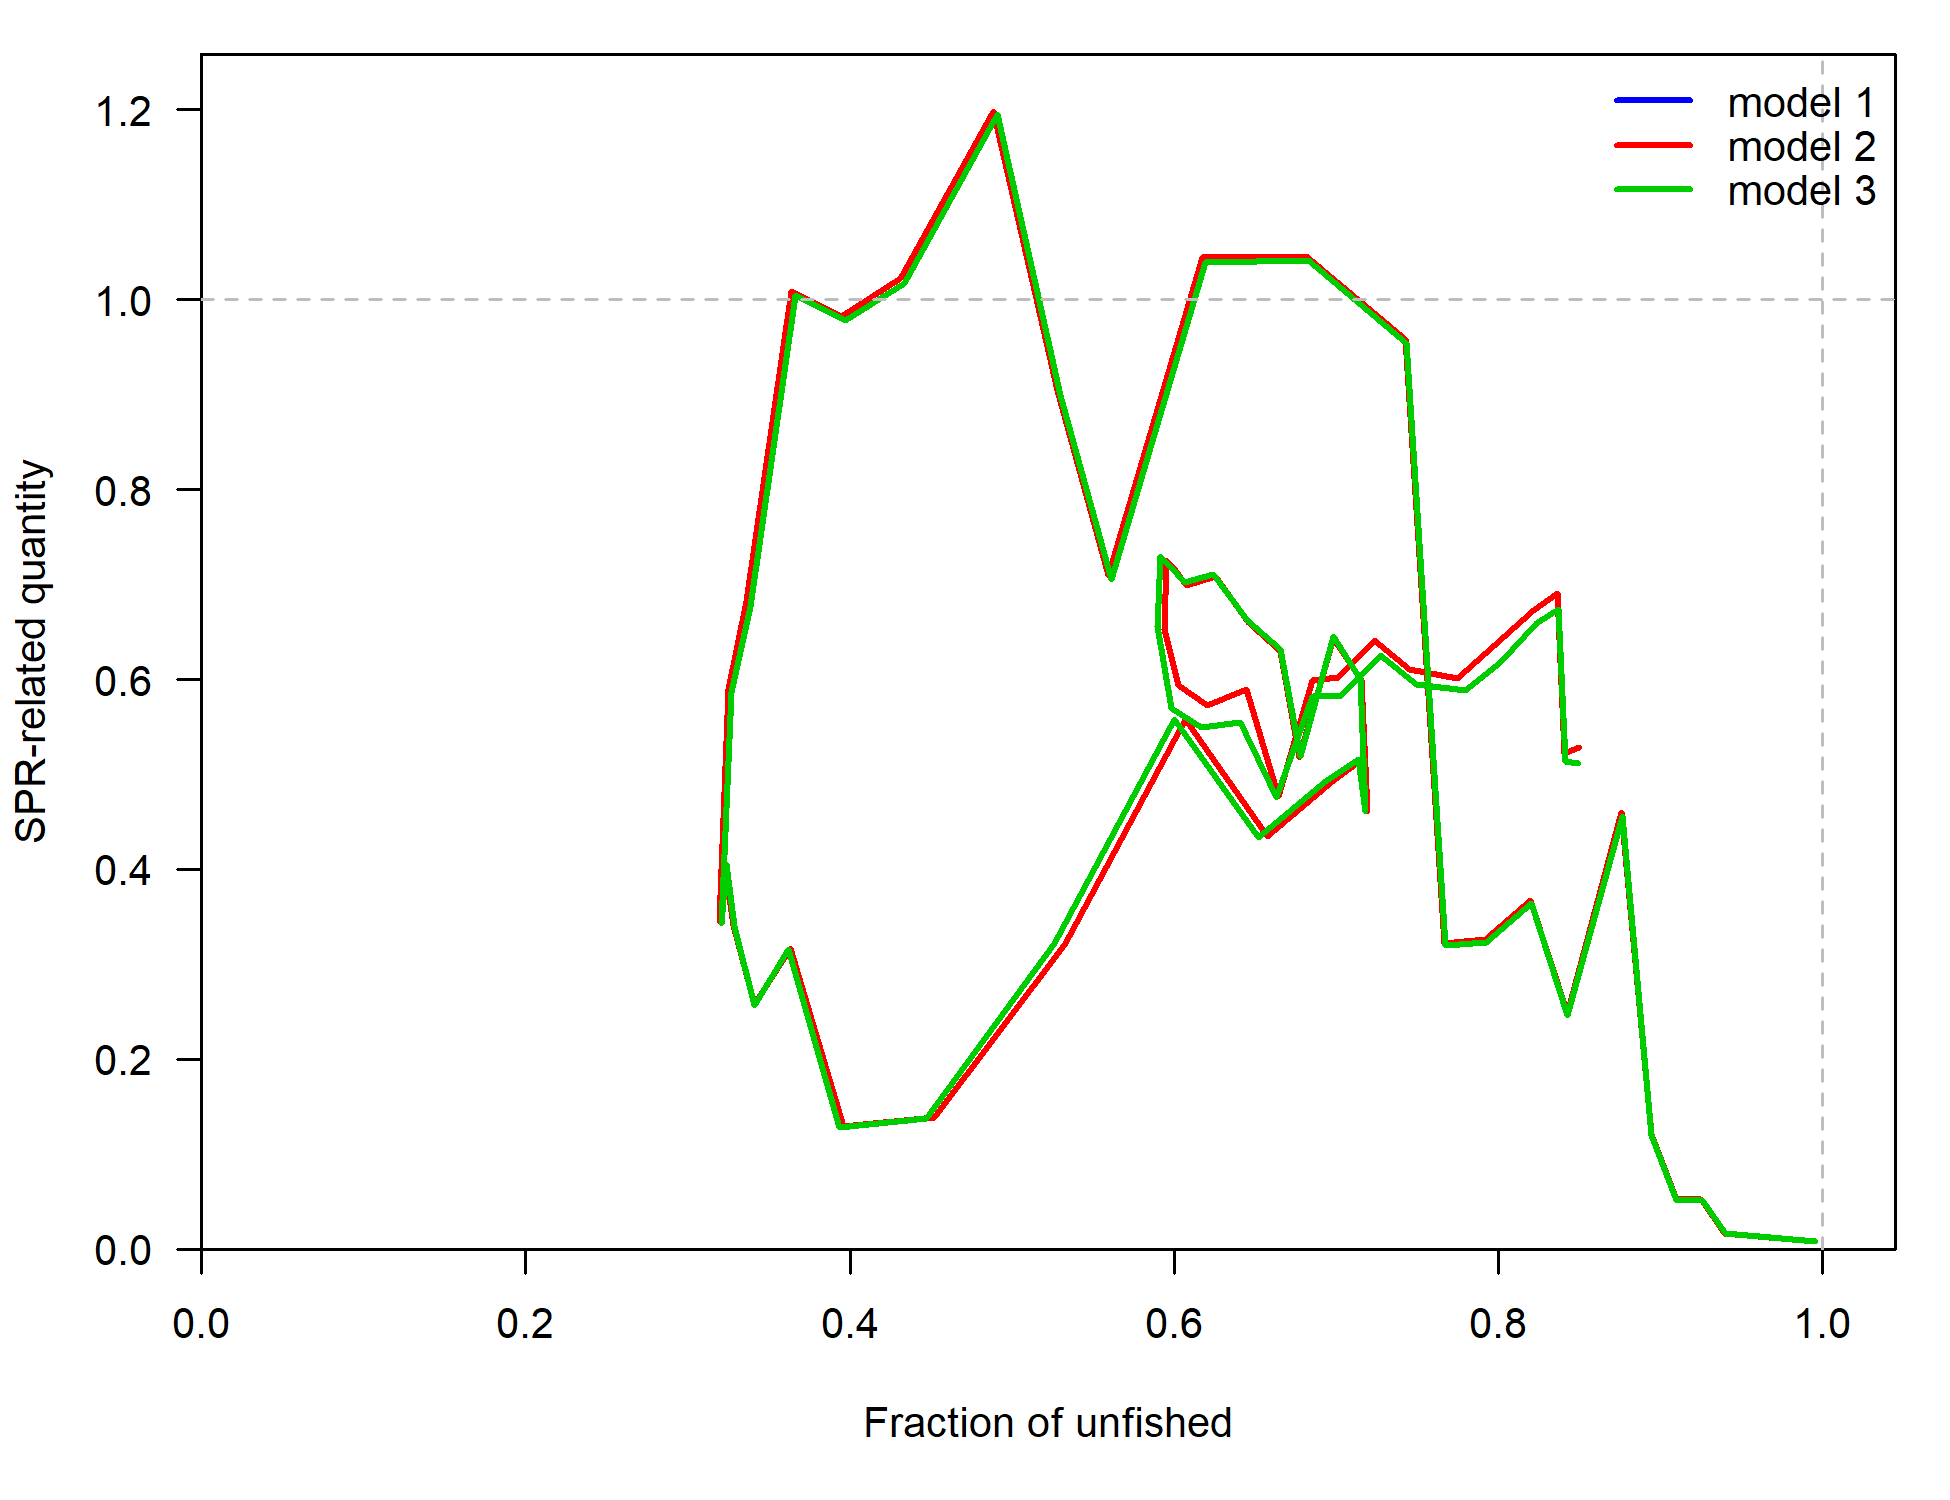 model 1
model 2
model 3
1.2
1.0
0.8
0.6
0.4
0.2
0.0
SPR-related quantity
0.0 0.2 0.4 0.6 0.8 1.0
Fraction of unfished